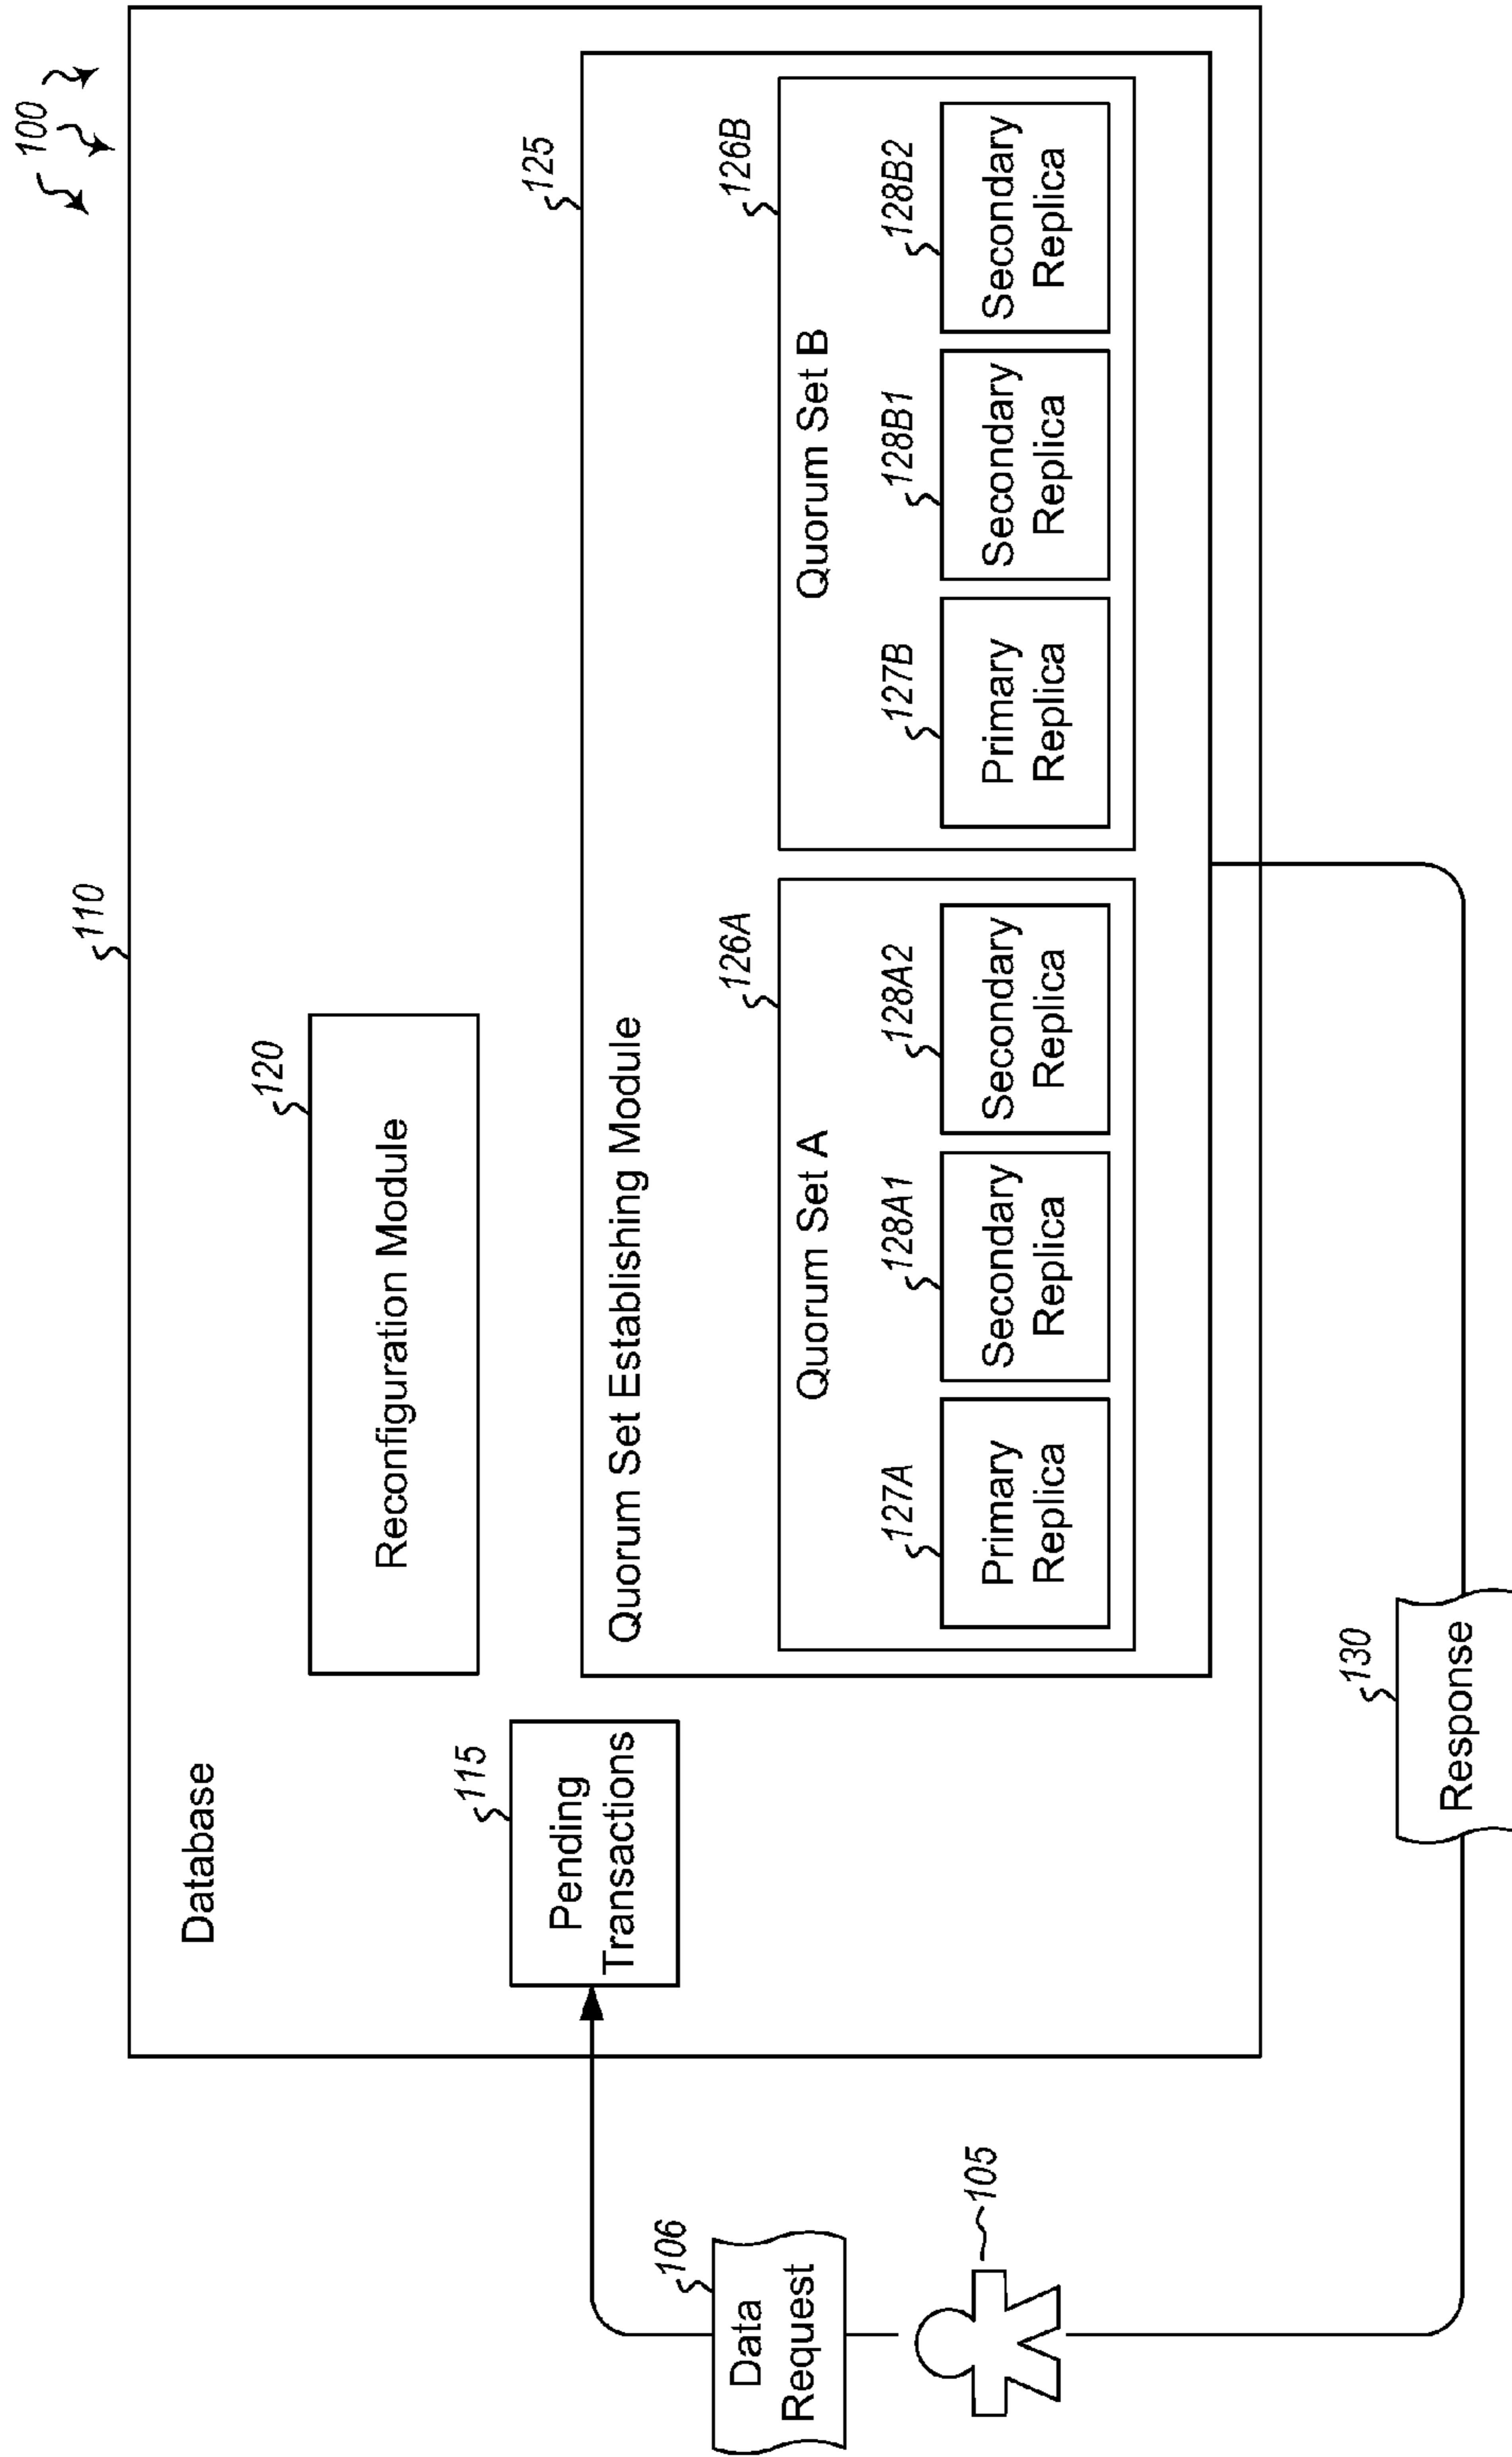 100
110
Database
120
Reconfiguration Module
115
Pending
Transactions
125
Quorum Set Establishing Module
126A
Quorum Set A
127A
Primary
Replica
128A1
Secondary
Replica
128A2
Secondary
Replica
126B
Quorum Set B
127B
Primary
Replica
128B1
Secondary
Replica
128B2
Secondary
Replica
106
Data
Request
105
130
Response